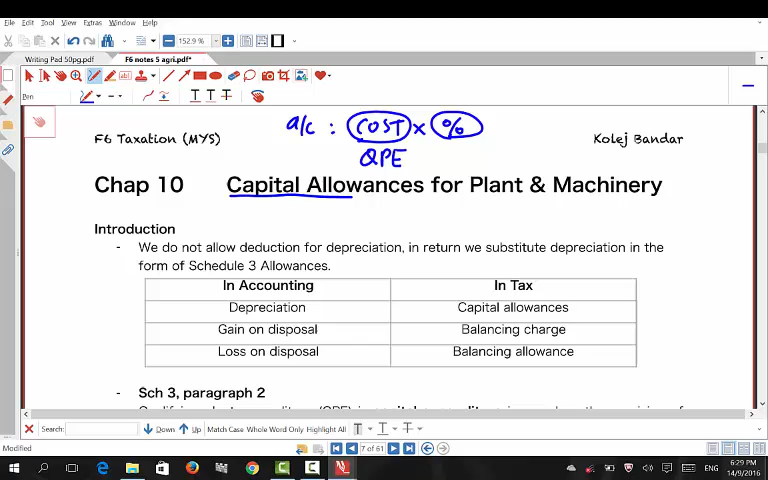 File Edit Tool View Extras Window Help
152.9 %
Writing Pad 50pg.pdf F6 notes 5 agri.pdf*
Pen
a/c : COST x %
F6 Taxation (MYS) Kolej Bandar
QPE
Chap 10 Capital Allowances for Plant & Machinery
Introduction
- We do not allow deduction for depreciation, in return we substitute depreciation in the
form of Schedule 3 Allowances.
In Accounting In Tax
Depreciation Capital allowances
Gain on disposal Balancing charge
Loss on disposal Balancing allowance
- Sch 3, paragraph 2
Search: Down Up Match Case Whole Word Only Highlight All
Modified 7 of 61
ENG 6:29 PM
14/9/2016